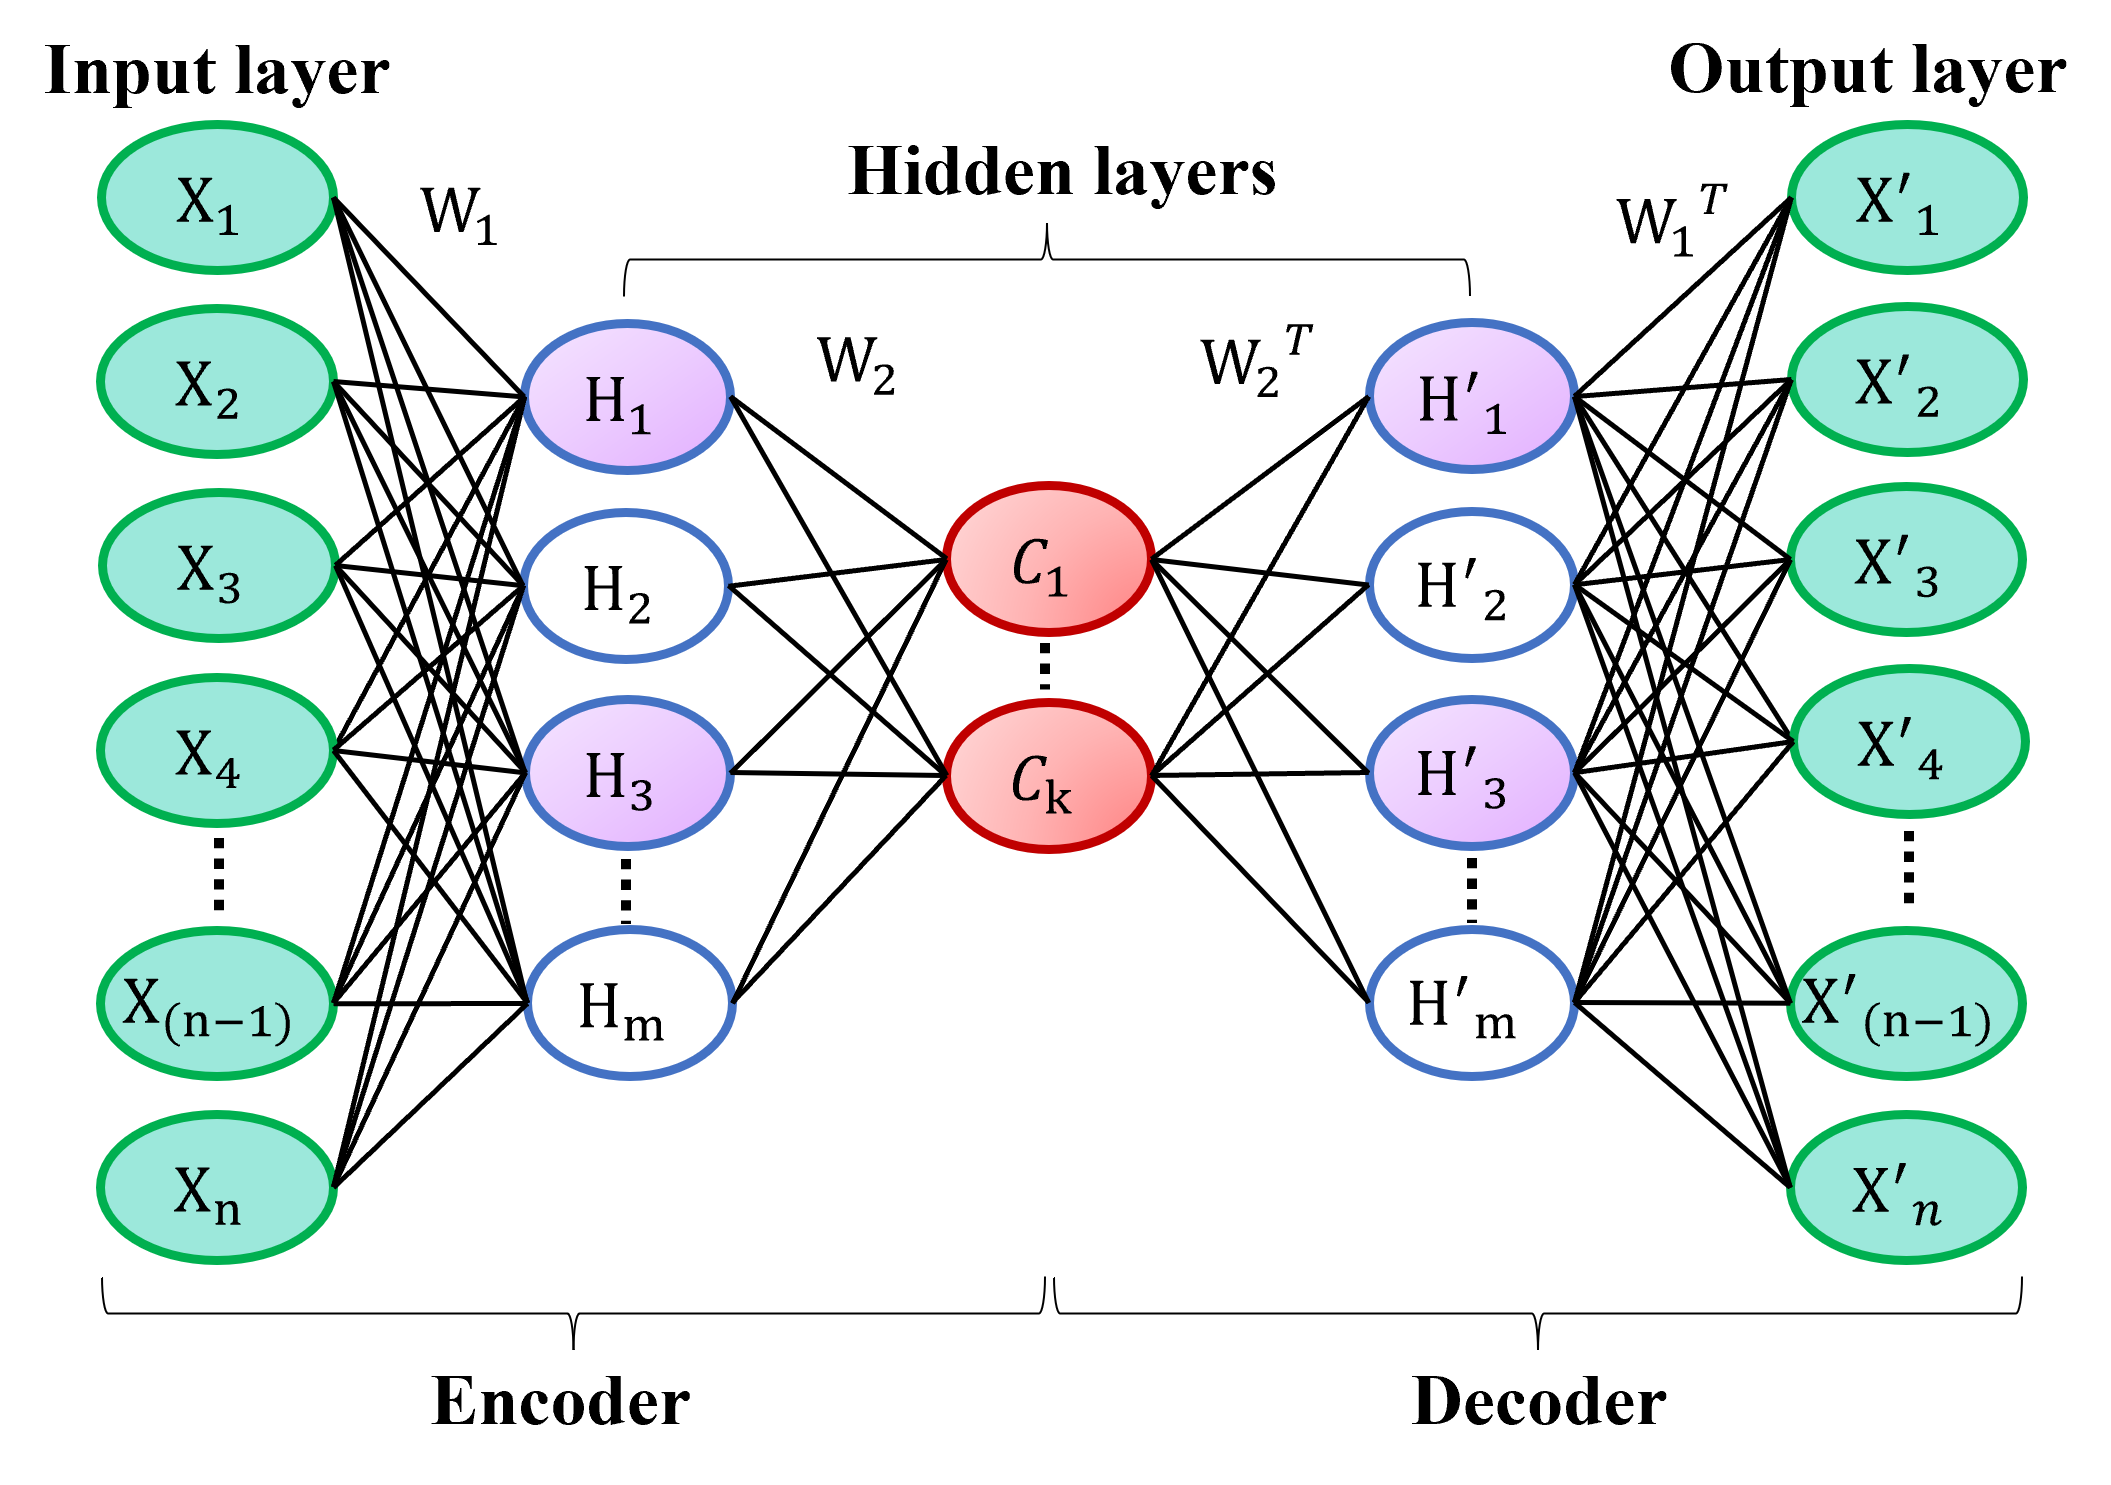 Input layer
Output layer
Hidden layers
W₁
W₁ᵀ
W₂
W₂ᵀ
X₁
X₂
X₃
X₄
X₍ₙ₋₁₎
Xₙ
H₁
H₂
H₃
Hₘ
C₁
Cₖ
H′₁
H′₂
H′₃
H′ₘ
X′₁
X′₂
X′₃
X′₄
X′₍ₙ₋₁₎
X′ₙ
Encoder
Decoder